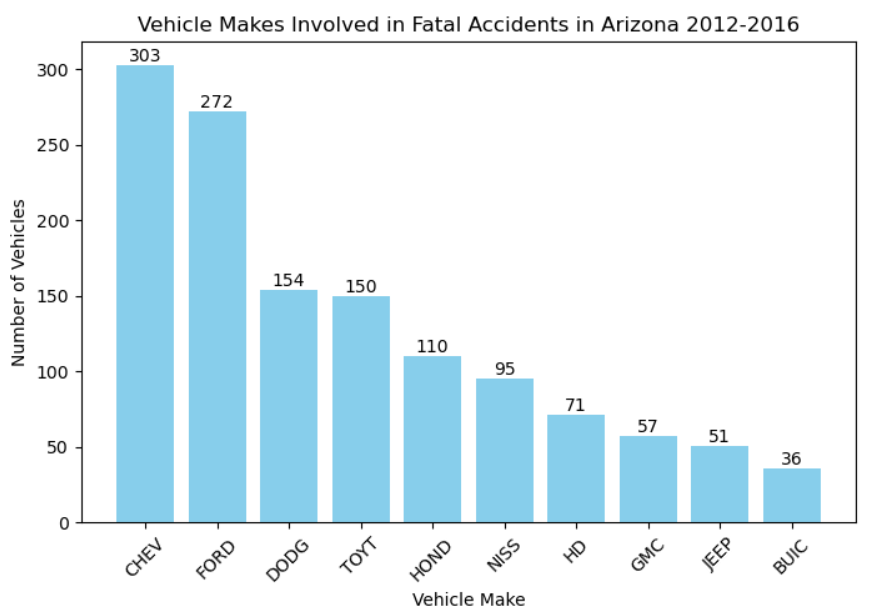 Vehicle Makes Involved in Fatal Accidents in Arizona 2012-2016
Number of Vehicles
300
250
200
150
100
50
0
303
272
154
150
110
95
71
57
51
36
CHEV
FORD
DODG
TOYT
HOND
NISS
HD
GMC
JEEP
BUIC
Vehicle Make